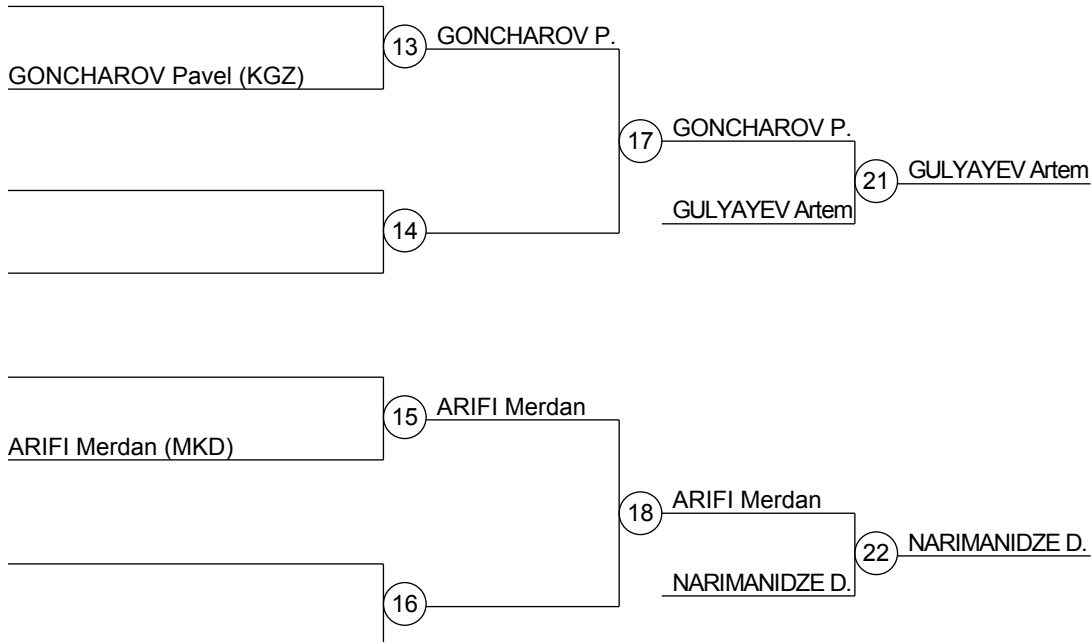 13 GONCHAROV P.
GONCHAROV Pavel (KGZ)
17 GONCHAROV P.
21 GULYAYEV Artem
GULYAYEV Artem
14
15 ARIFI Merdan
ARIFI Merdan (MKD)
18 ARIFI Merdan
22 NARIMANIDZE D.
NARIMANIDZE D.
16